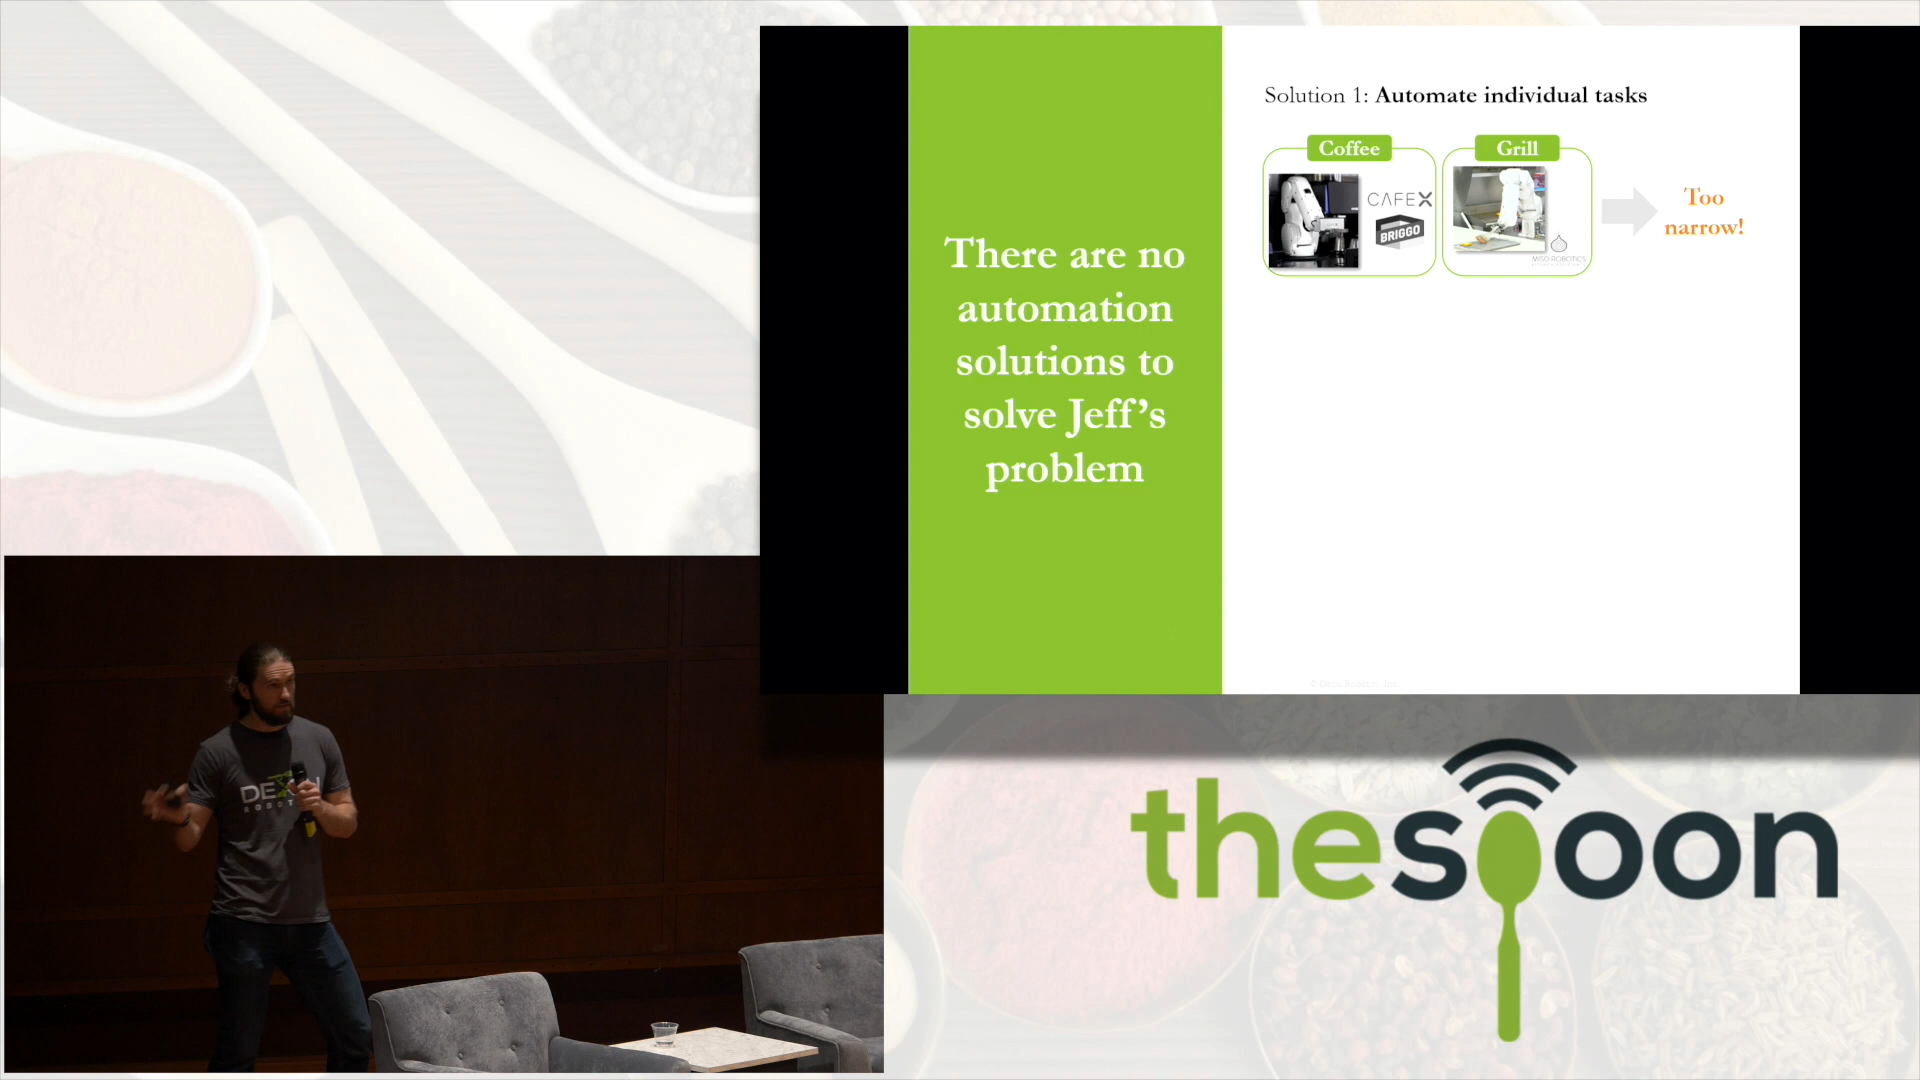 Solution 1: Automate individual tasks
Coffee
Grill
CAFEX
BRIGGO
MISO ROBOTICS
Too
narrow!
There are no
automation
solutions to
solve Jeff's
problem
thespoon